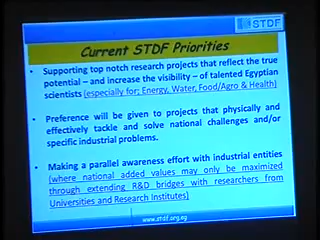 STDF
Current STDF Priorities
• Supporting top notch research projects that reflect the true
potential – and increase the visibility – of talented Egyptian
scientists (especially for; Energy, Water, Food/Agro & Health)
• Preference will be given to projects that physically and
effectively tackle and solve national challenges and/or
specific industrial problems.
• Making a parallel awareness effort with industrial entities
(where national added values may only be maximized
through extending R&D bridges with researchers from
Universities and Research Institutes)
www.stdf.org.eg